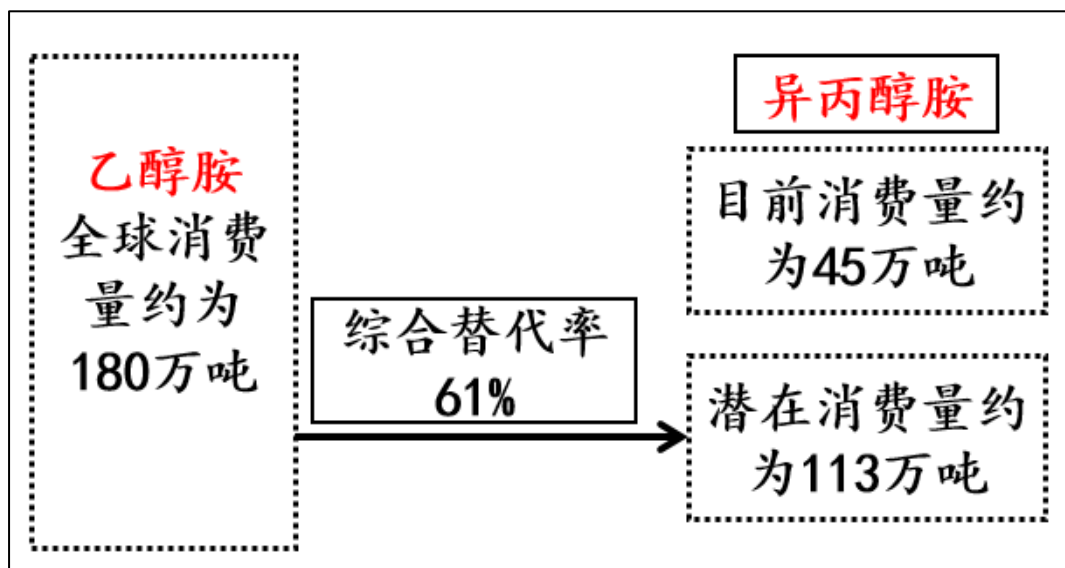 乙醇胺
全球消费
量约为
180万吨
综合替代率
61%
异丙醇胺
目前消费量约
为45万吨
潜在消费量约
为113万吨